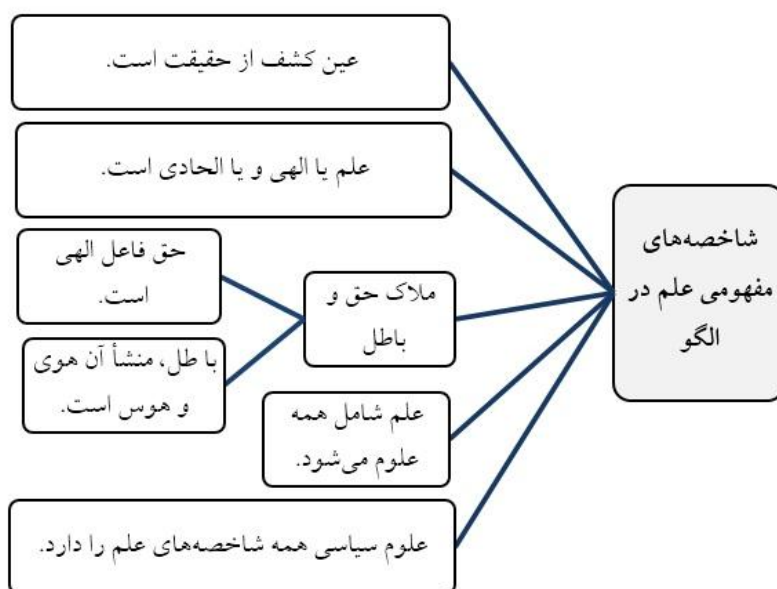 شاخصه‌های
مفهومی علم در
الگو
عین کشف از حقیقت است.
علم یا الهی و یا الحادی است.
ملاک حق و
باطل
حق فاعل الهی
است.
با طل، منشأ آن هوی
و هوس است.
علم شامل همه
علوم می‌شود.
علوم سیاسی همه شاخصه‌های علم را دارد.